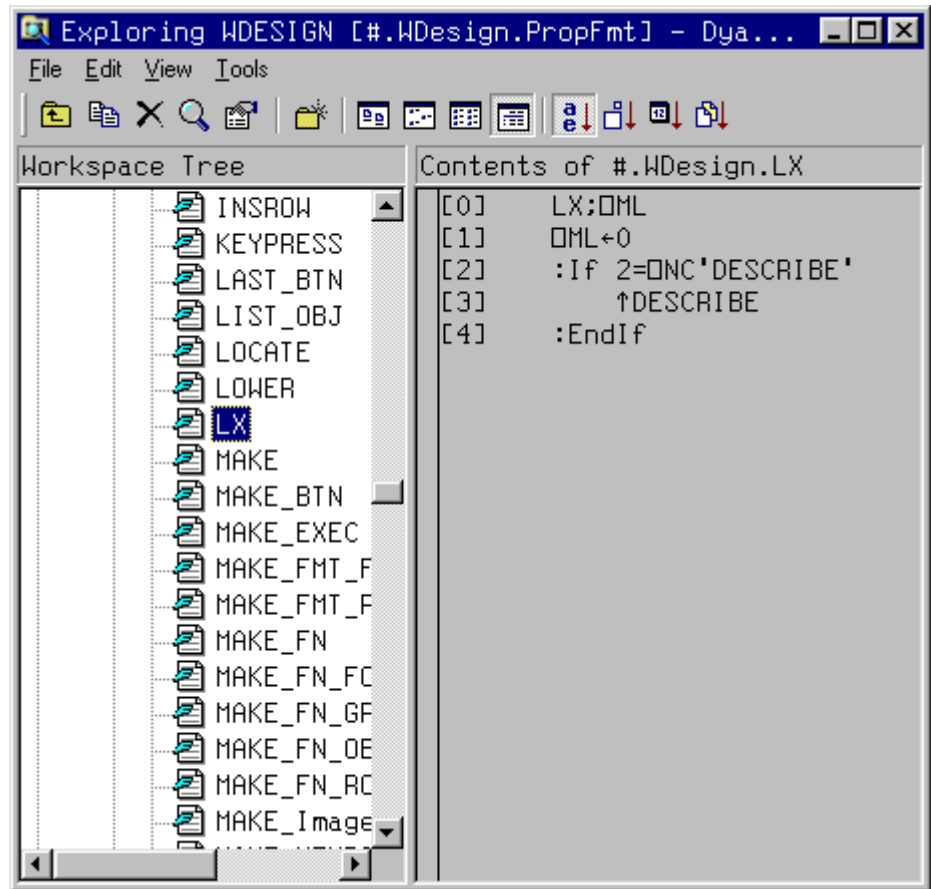 Exploring WDESIGN [#.WDesign.PropFmt] - Dya...
File Edit View Tools
Workspace Tree
INSROW
KEYPRESS
LAST_BTN
LIST_OBJ
LOCATE
LOWER
LX
MAKE
MAKE_BTN
MAKE_EXEC
MAKE_FMT_F
MAKE_FMT_F
MAKE_FN
MAKE_FN_FO
MAKE_FN_GF
MAKE_FN_OE
MAKE_FN_RO
MAKE_Image
Contents of #.WDesign.LX
[0] LX;⎕ML
[1] ⎕ML←0
[2] :If 2=⎕NC'DESCRIBE'
[3] ↑DESCRIBE
[4] :EndIf